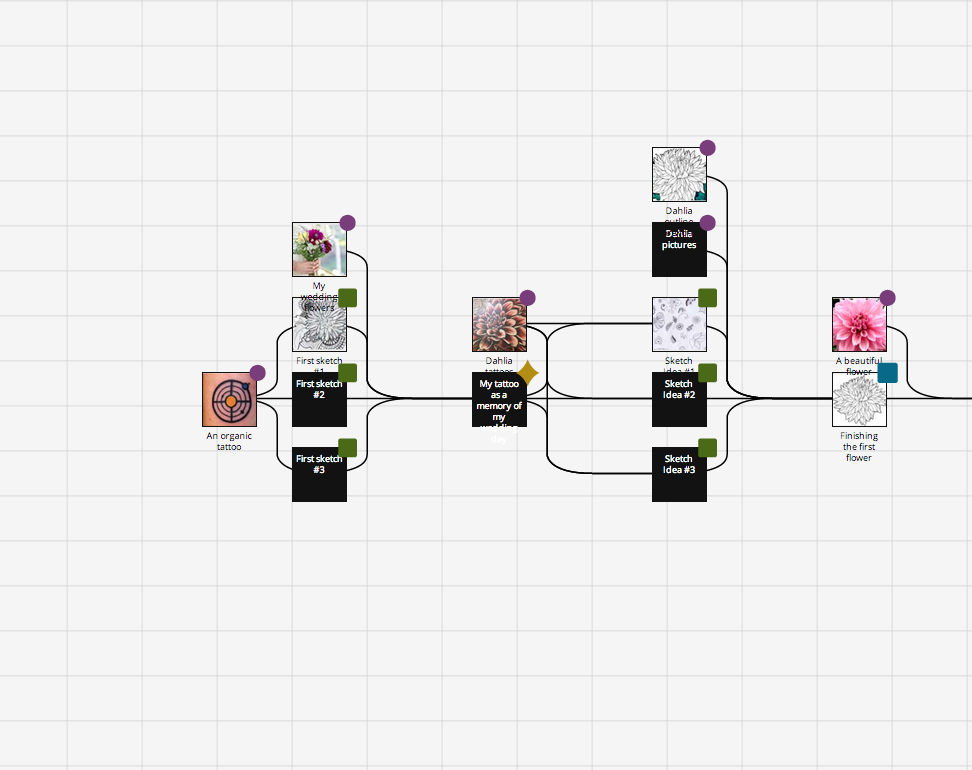 Dahlia
outline
Dahlia
pictures
My
wedding
flowers
First sketch
#1
First sketch
#2
First sketch
#3
An organic
tattoo
Dahlia
tattoos
My tattoo
as a
memory of
my
wedding
day
Sketch
Idea #1
Sketch
Idea #2
Sketch
Idea #3
A beautiful
flower
Finishing
the first
flower